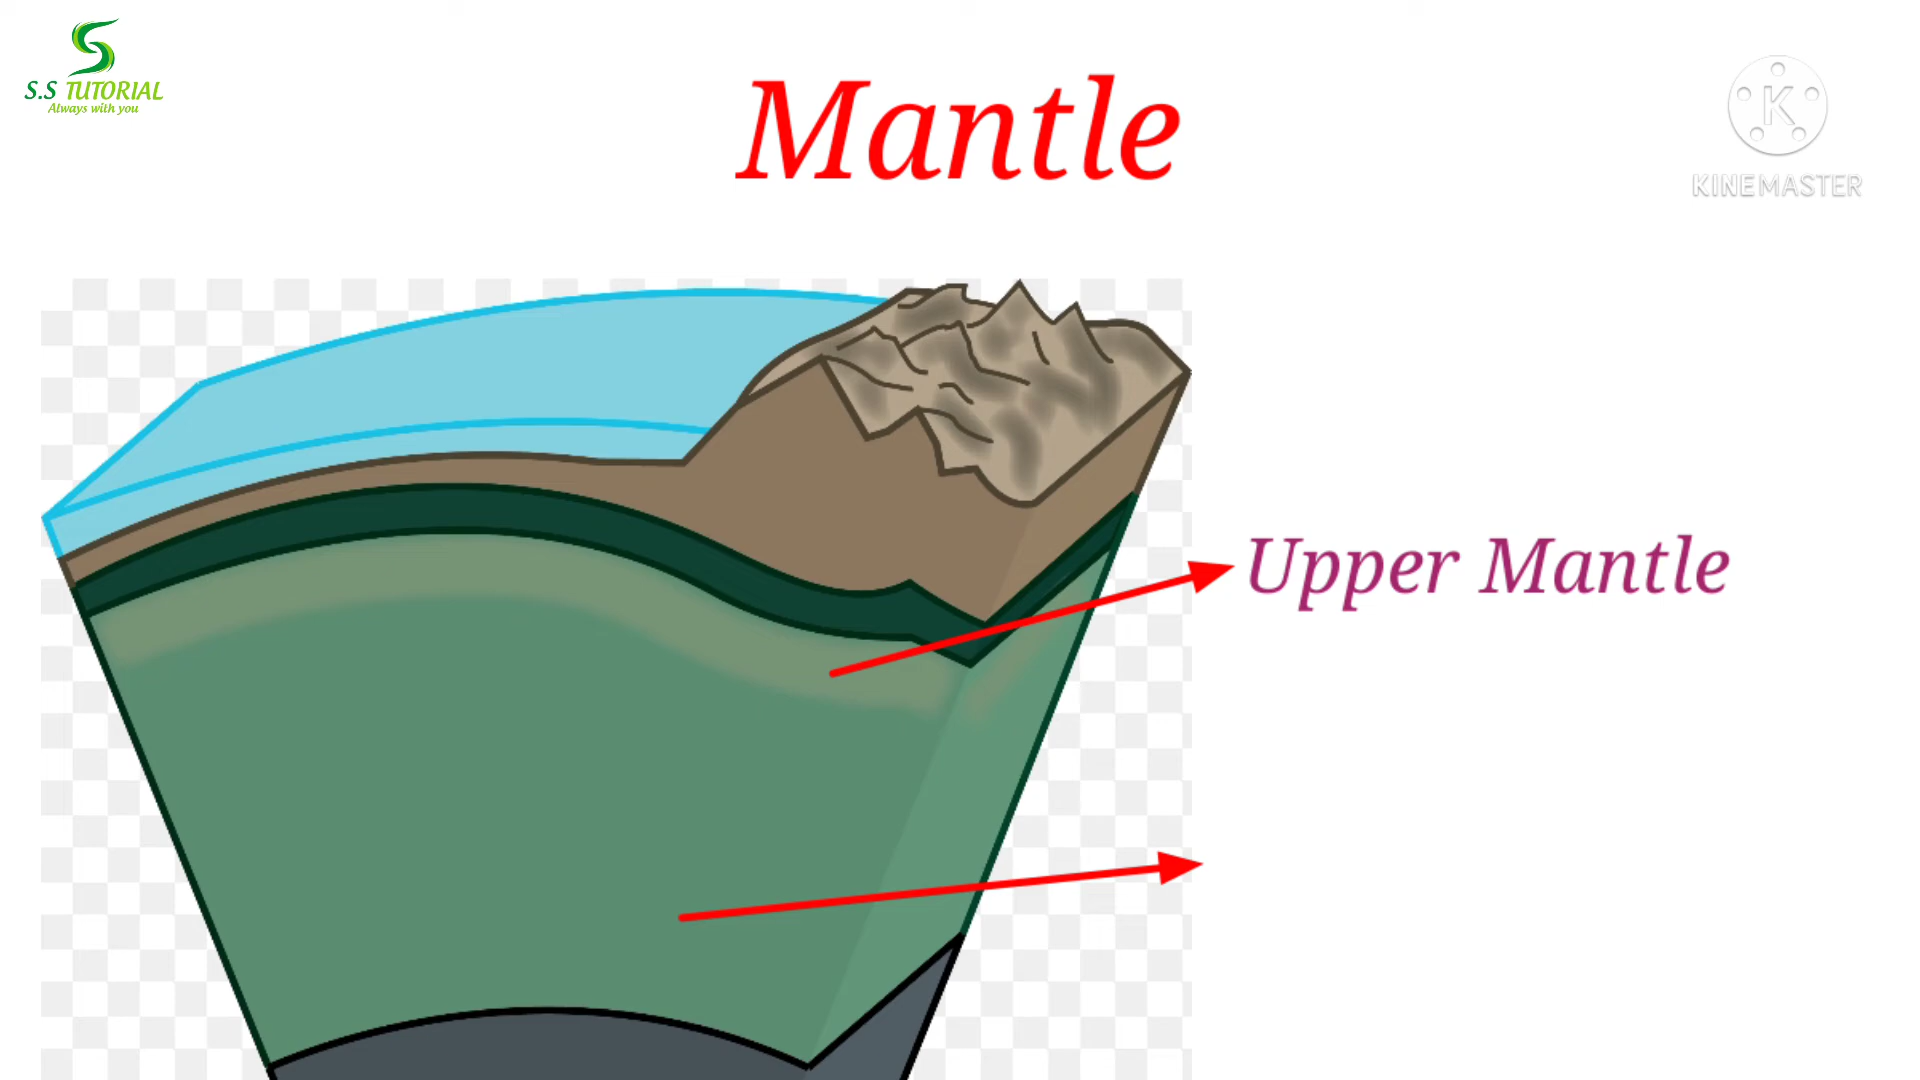 S.S TUTORIAL
Always with you
Mantle
K
KINEMASTER
Upper Mantle